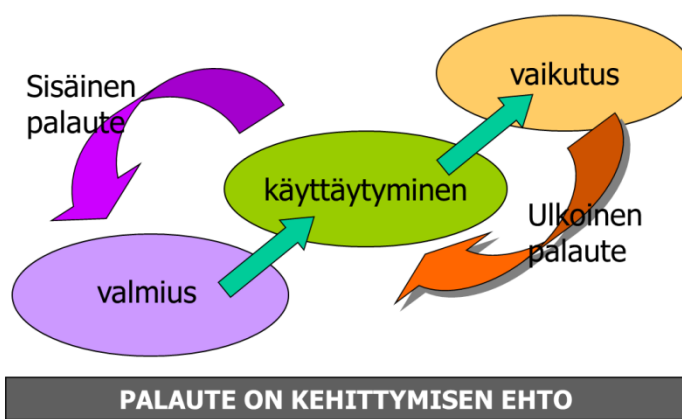 vaikutus
Sisäinen
palaute
käyttäytyminen
Ulkoinen
palaute
valmius
PALAUTE ON KEHITTYMISEN EHTO